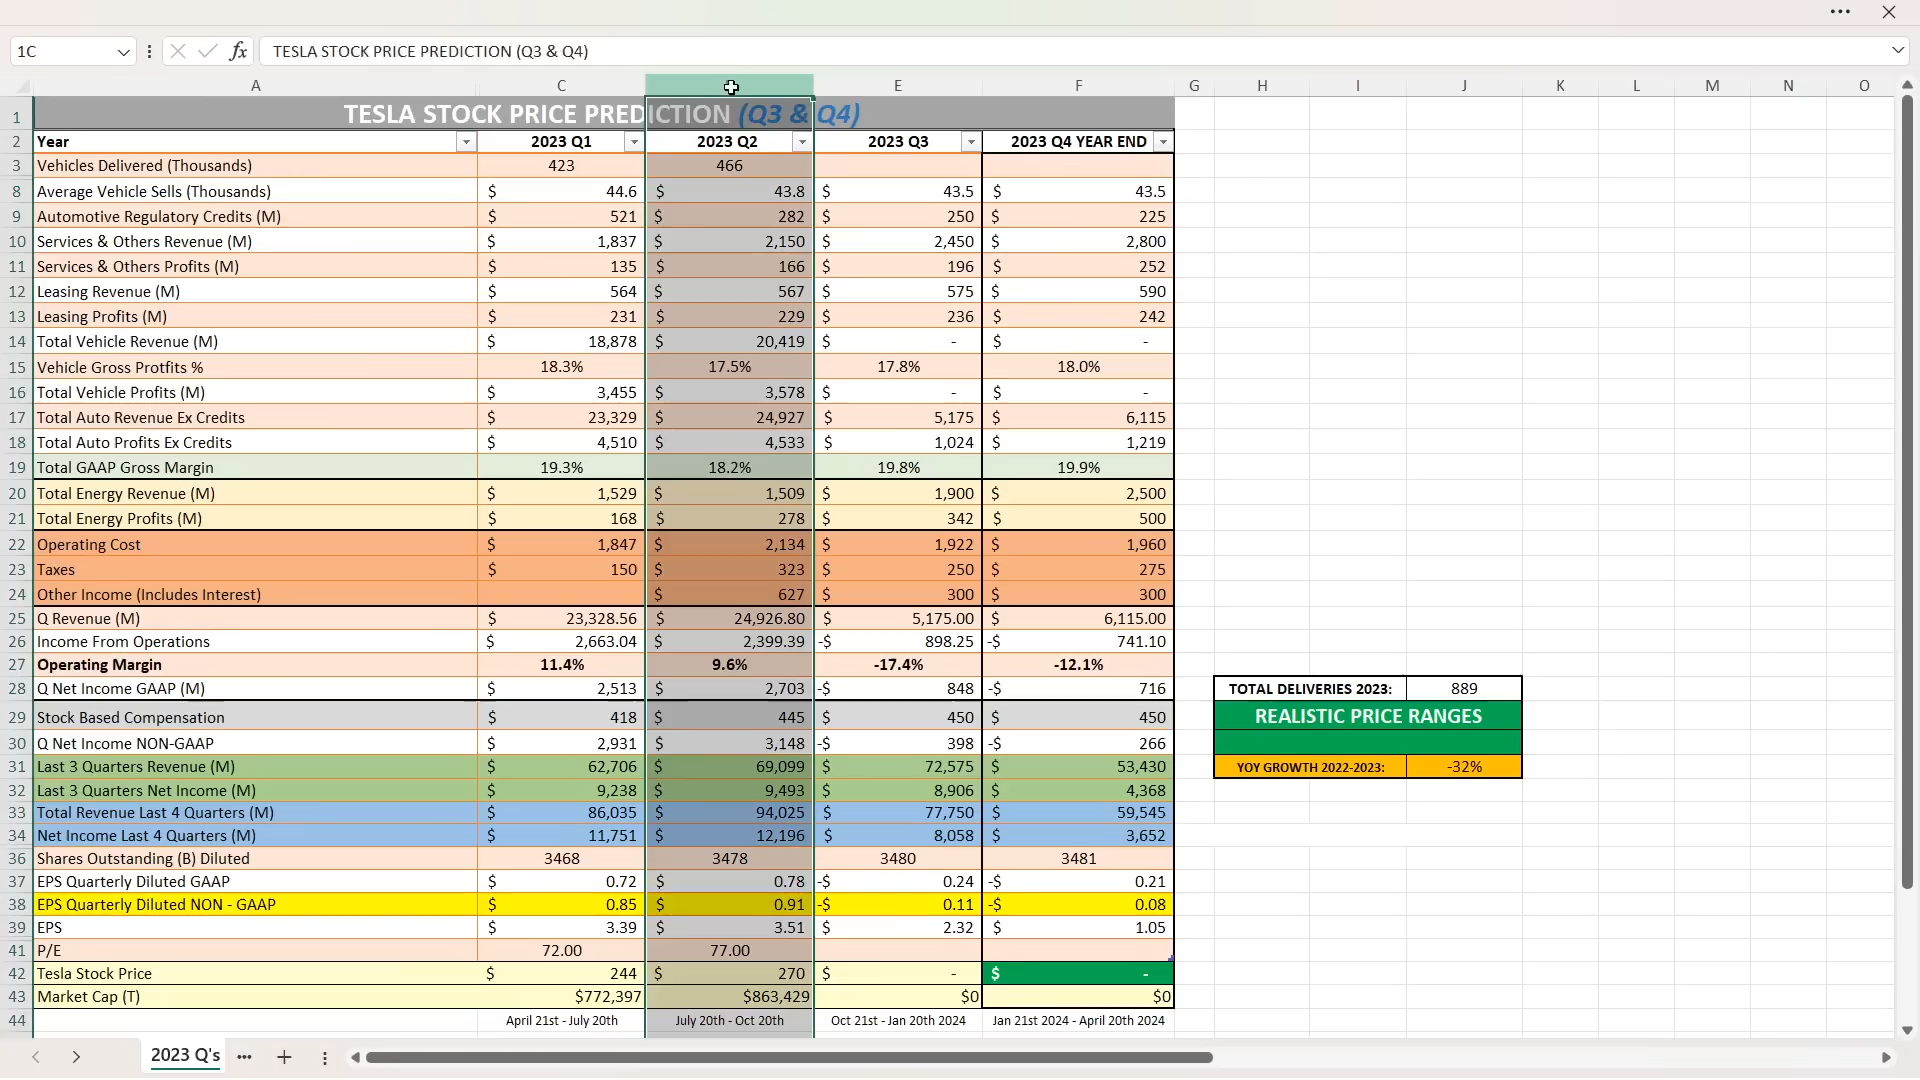 1C
fx
TESLA STOCK PRICE PREDICTION (Q3 & Q4)
A C E F G H I J K L M N O
1 TESLA STOCK PRICE PREDICTION (Q3 & Q4)
2 Year 2023 Q1 2023 Q2 2023 Q3 2023 Q4 YEAR END
3 Vehicles Delivered (Thousands) 423 466
8 Average Vehicle Sells (Thousands) $ 44.6 $ 43.8 $ 43.5 $ 43.5
9 Automotive Regulatory Credits (M) $ 521 $ 282 $ 250 $ 225
10 Services & Others Revenue (M) $ 1,837 $ 2,150 $ 2,450 $ 2,800
11 Services & Others Profits (M) $ 135 $ 166 $ 196 $ 252
12 Leasing Revenue (M) $ 564 $ 567 $ 575 $ 590
13 Leasing Profits (M) $ 231 $ 229 $ 236 $ 242
14 Total Vehicle Revenue (M) $ 18,878 $ 20,419 $ - $ -
15 Vehicle Gross Protfits % 18.3% 17.5% 17.8% 18.0%
16 Total Vehicle Profits (M) $ 3,455 $ 3,578 $ - $ -
17 Total Auto Revenue Ex Credits $ 23,329 $ 24,927 $ 5,175 $ 6,115
18 Total Auto Profits Ex Credits $ 4,510 $ 4,533 $ 1,024 $ 1,219
19 Total GAAP Gross Margin 19.3% 18.2% 19.8% 19.9%
20 Total Energy Revenue (M) $ 1,529 $ 1,509 $ 1,900 $ 2,500
21 Total Energy Profits (M) $ 168 $ 278 $ 342 $ 500
22 Operating Cost $ 1,847 $ 2,134 $ 1,922 $ 1,960
23 Taxes $ 150 $ 323 $ 250 $ 275
24 Other Income (Includes Interest) $ 627 $ 300 $ 300
25 Q Revenue (M) $ 23,328.56 $ 24,926.80 $ 5,175.00 $ 6,115.00
26 Income From Operations $ 2,663.04 $ 2,399.39 -$ 898.25 -$ 741.10
27 Operating Margin 11.4% 9.6% -17.4% -12.1%
28 Q Net Income GAAP (M) $ 2,513 $ 2,703 -$ 848 -$ 716 TOTAL DELIVERIES 2023: 889
29 Stock Based Compensation $ 418 $ 445 $ 450 $ 450 REALISTIC PRICE RANGES
30 Q Net Income NON-GAAP $ 2,931 $ 3,148 -$ 398 -$ 266
31 Last 3 Quarters Revenue (M) $ 62,706 $ 69,099 $ 72,575 $ 53,430 YOY GROWTH 2022-2023: -32%
32 Last 3 Quarters Net Income (M) $ 9,238 $ 9,493 $ 8,906 $ 4,368
33 Total Revenue Last 4 Quarters (M) $ 86,035 $ 94,025 $ 77,750 $ 59,545
34 Net Income Last 4 Quarters (M) $ 11,751 $ 12,196 $ 8,058 $ 3,652
36 Shares Outstanding (B) Diluted 3468 3478 3480 3481
37 EPS Quarterly Diluted GAAP $ 0.72 $ 0.78 -$ 0.24 -$ 0.21
38 EPS Quarterly Diluted NON - GAAP $ 0.85 $ 0.91 -$ 0.11 -$ 0.08
39 EPS $ 3.39 $ 3.51 $ 2.32 $ 1.05
41 P/E 72.00 77.00
42 Tesla Stock Price $ 244 $ 270 $ - $ -
43 Market Cap (T) $772,397 $863,429 $0 $0
44 April 21st - July 20th July 20th - Oct 20th Oct 21st - Jan 20th 2024 Jan 21st 2024 - April 20th 2024
2023 Q's